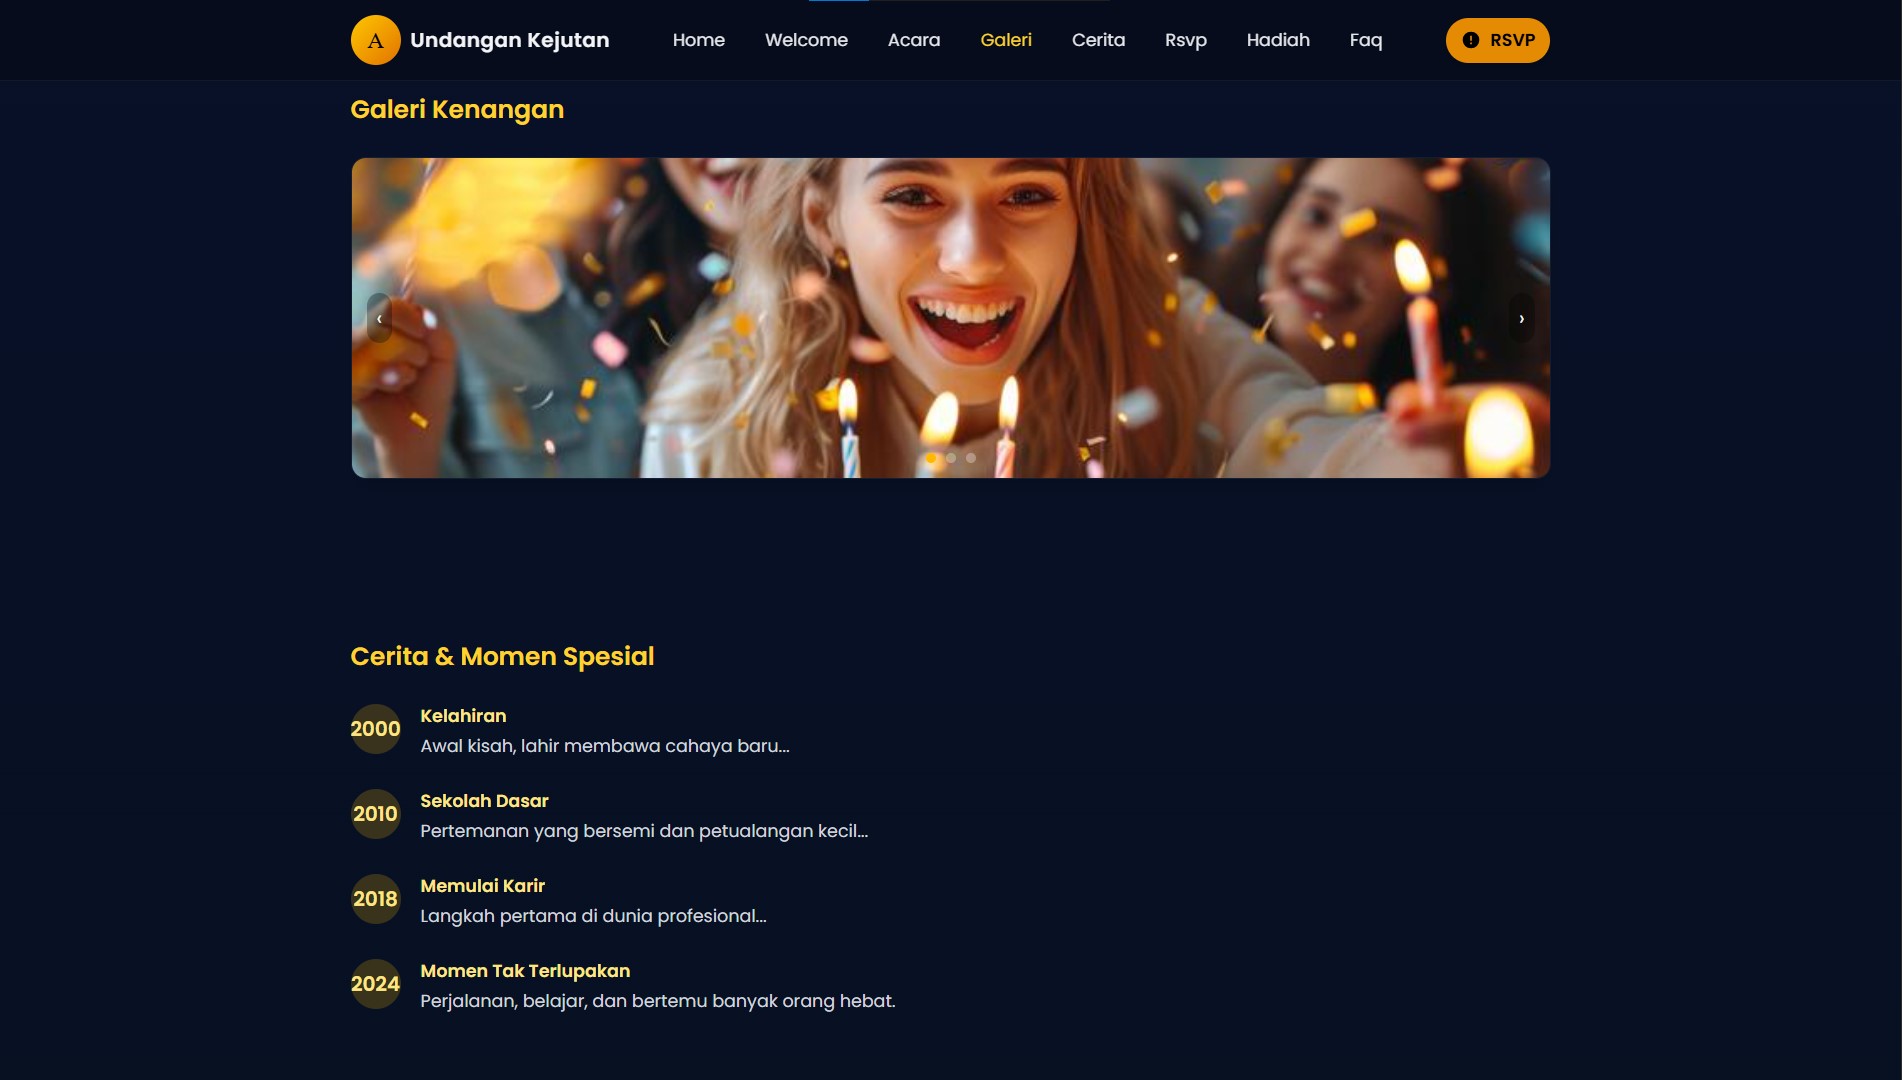 A
Undangan Kejutan
Home
Welcome
Acara
Galeri
Cerita
Rsvp
Hadiah
Faq
RSVP
Galeri Kenangan
‹
›
Cerita & Momen Spesial
2000
Kelahiran
Awal kisah, lahir membawa cahaya baru...
2010
Sekolah Dasar
Pertemanan yang bersemi dan petualangan kecil...
2018
Memulai Karir
Langkah pertama di dunia profesional...
2024
Momen Tak Terlupakan
Perjalanan, belajar, dan bertemu banyak orang hebat.